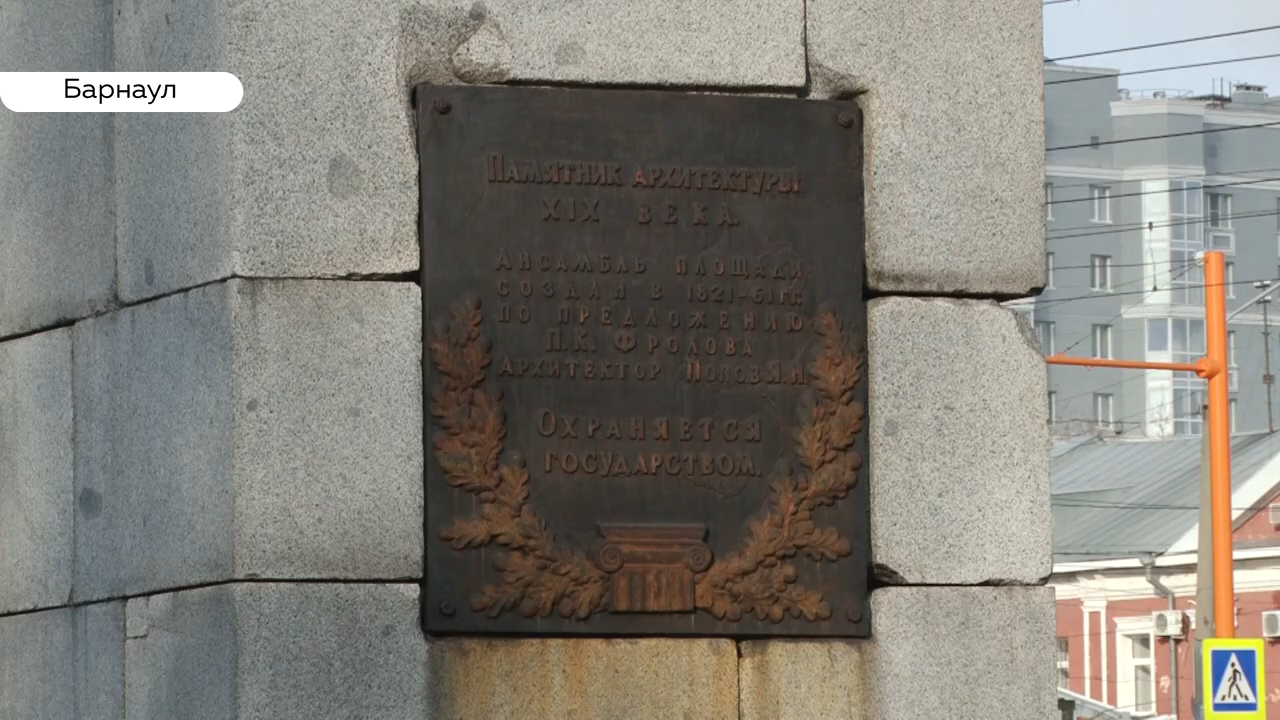 Барнаул
Памятник архитектуры
XIX века
Ансамбль площади
создан в 1821-61гг.
по предложению
П.К. Фролова
Архитектор Попов Я.Н
Охраняется
государством.